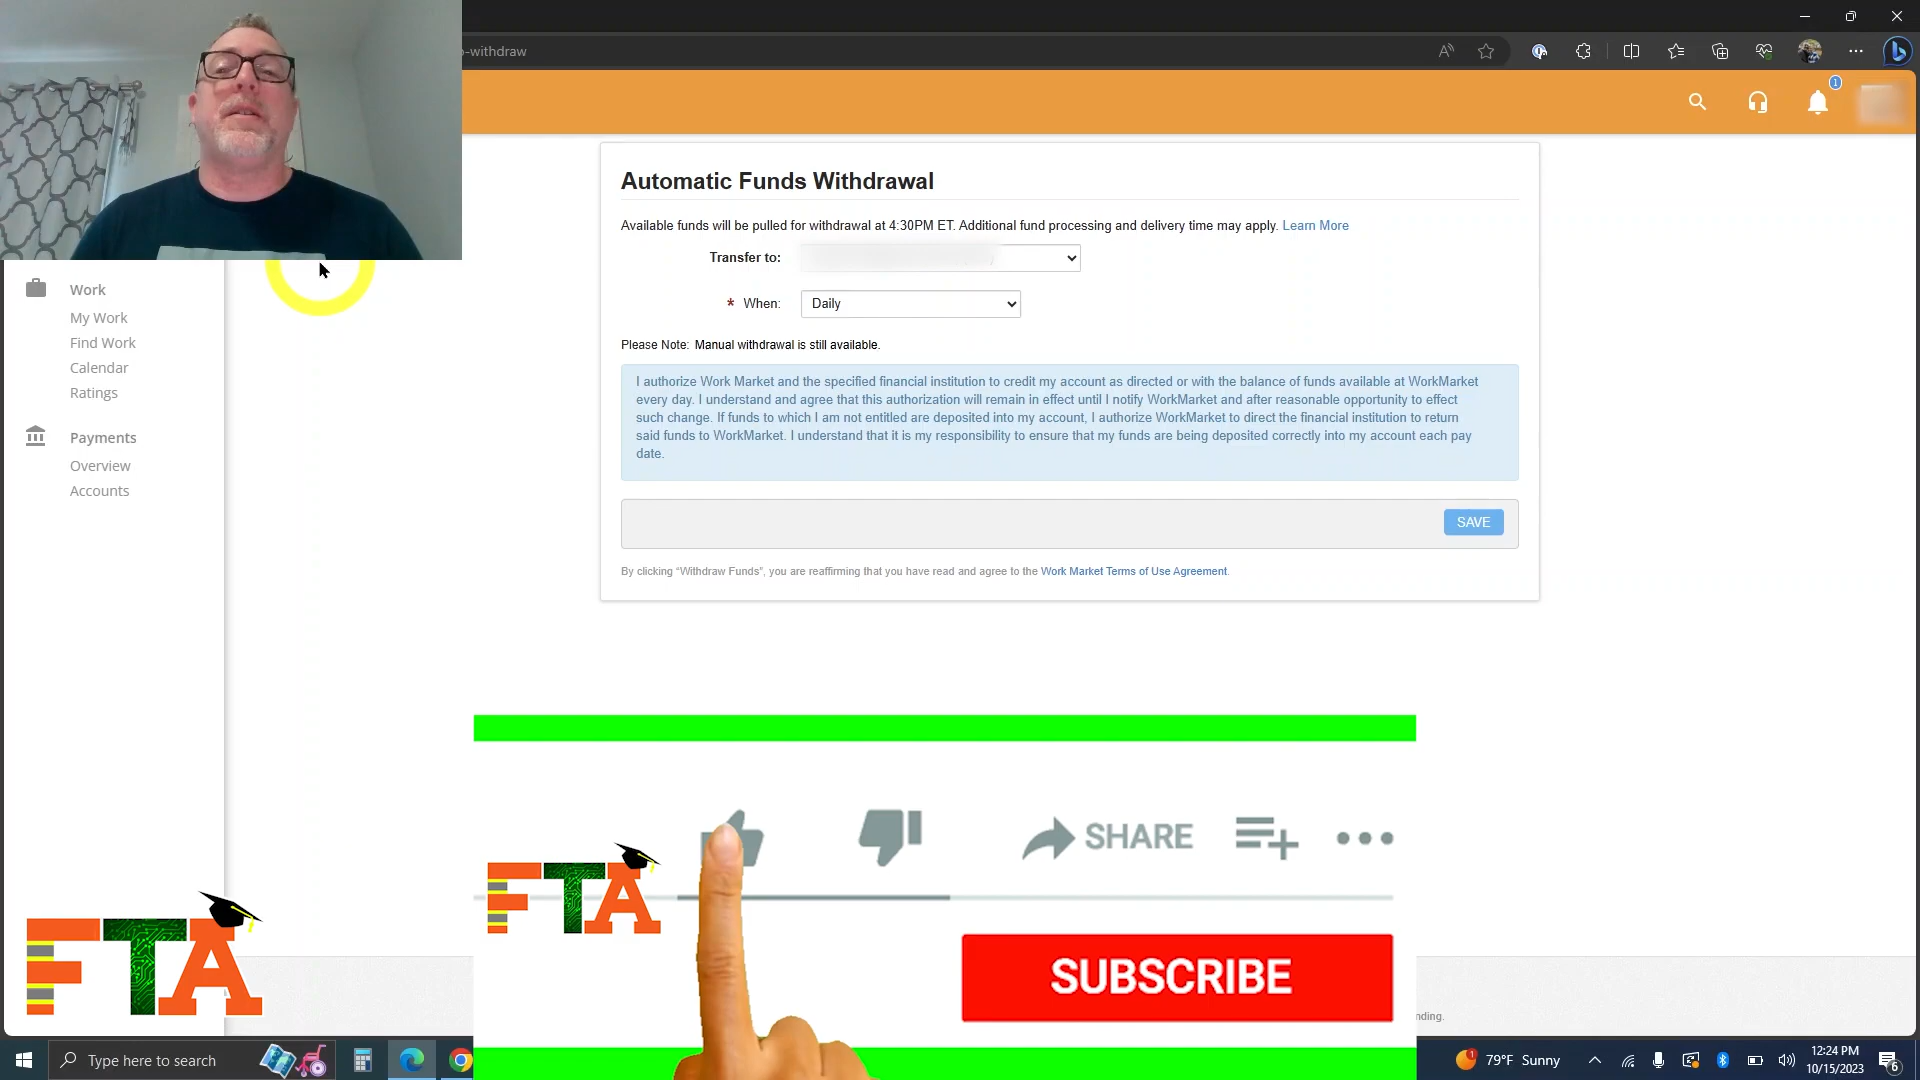 o-withdraw
1
Automatic Funds Withdrawal
Available funds will be pulled for withdrawal at 4:30PM ET. Additional fund processing and delivery time may apply. Learn More
Transfer to:
* When: Daily
Please Note: Manual withdrawal is still available.
I authorize Work Market and the specified financial institution to credit my account as directed or with the balance of funds available at WorkMarket
every day. I understand and agree that this authorization will remain in effect until I notify WorkMarket and after reasonable opportunity to effect
such change. If funds to which I am not entitled are deposited into my account, I authorize WorkMarket to direct the financial institution to return
said funds to WorkMarket. I understand that it is my responsibility to ensure that my funds are being deposited correctly into my account each pay
date.
SAVE
By clicking “Withdraw Funds”, you are reaffirming that you have read and agree to the Work Market Terms of Use Agreement.
Work
My Work
Find Work
Calendar
Ratings
Payments
Overview
Accounts
SHARE
FTA
SUBSCRIBE
FTA
nding.
Type here to search
1
79°F Sunny
12:24 PM
10/15/2023
6